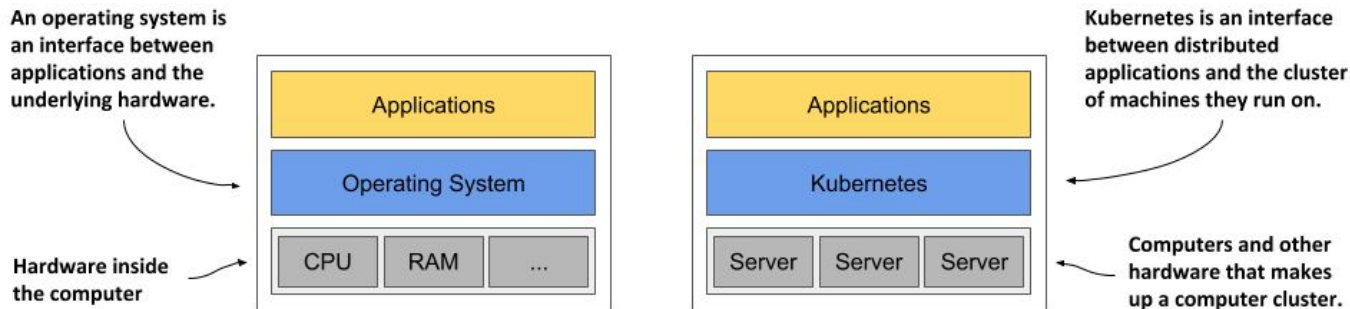 An operating system is
an interface between
applications and the
underlying hardware.
Applications
Operating System
CPU RAM ...
Hardware inside
the computer
Kubernetes is an interface
between distributed
applications and the cluster
of machines they run on.
Applications
Kubernetes
Server Server Server
Computers and other
hardware that makes
up a computer cluster.